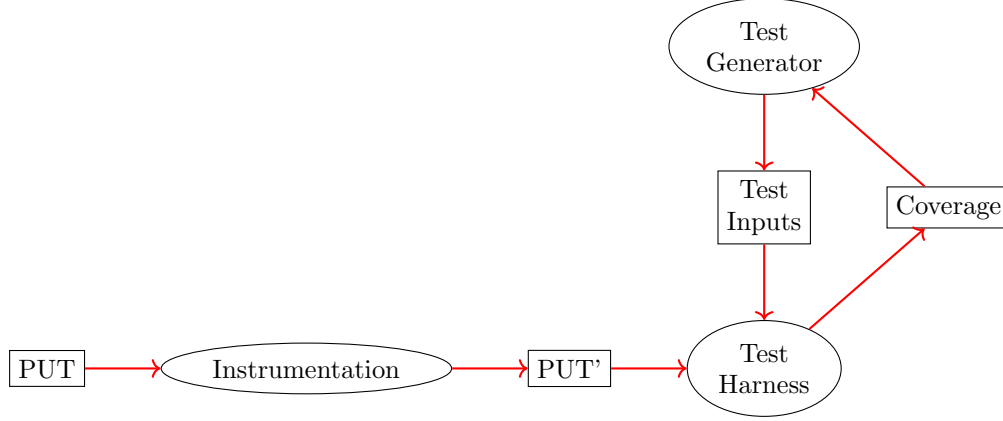 Test
Generator
Test
Inputs
Coverage
PUT
Instrumentation
PUT'
Test
Harness